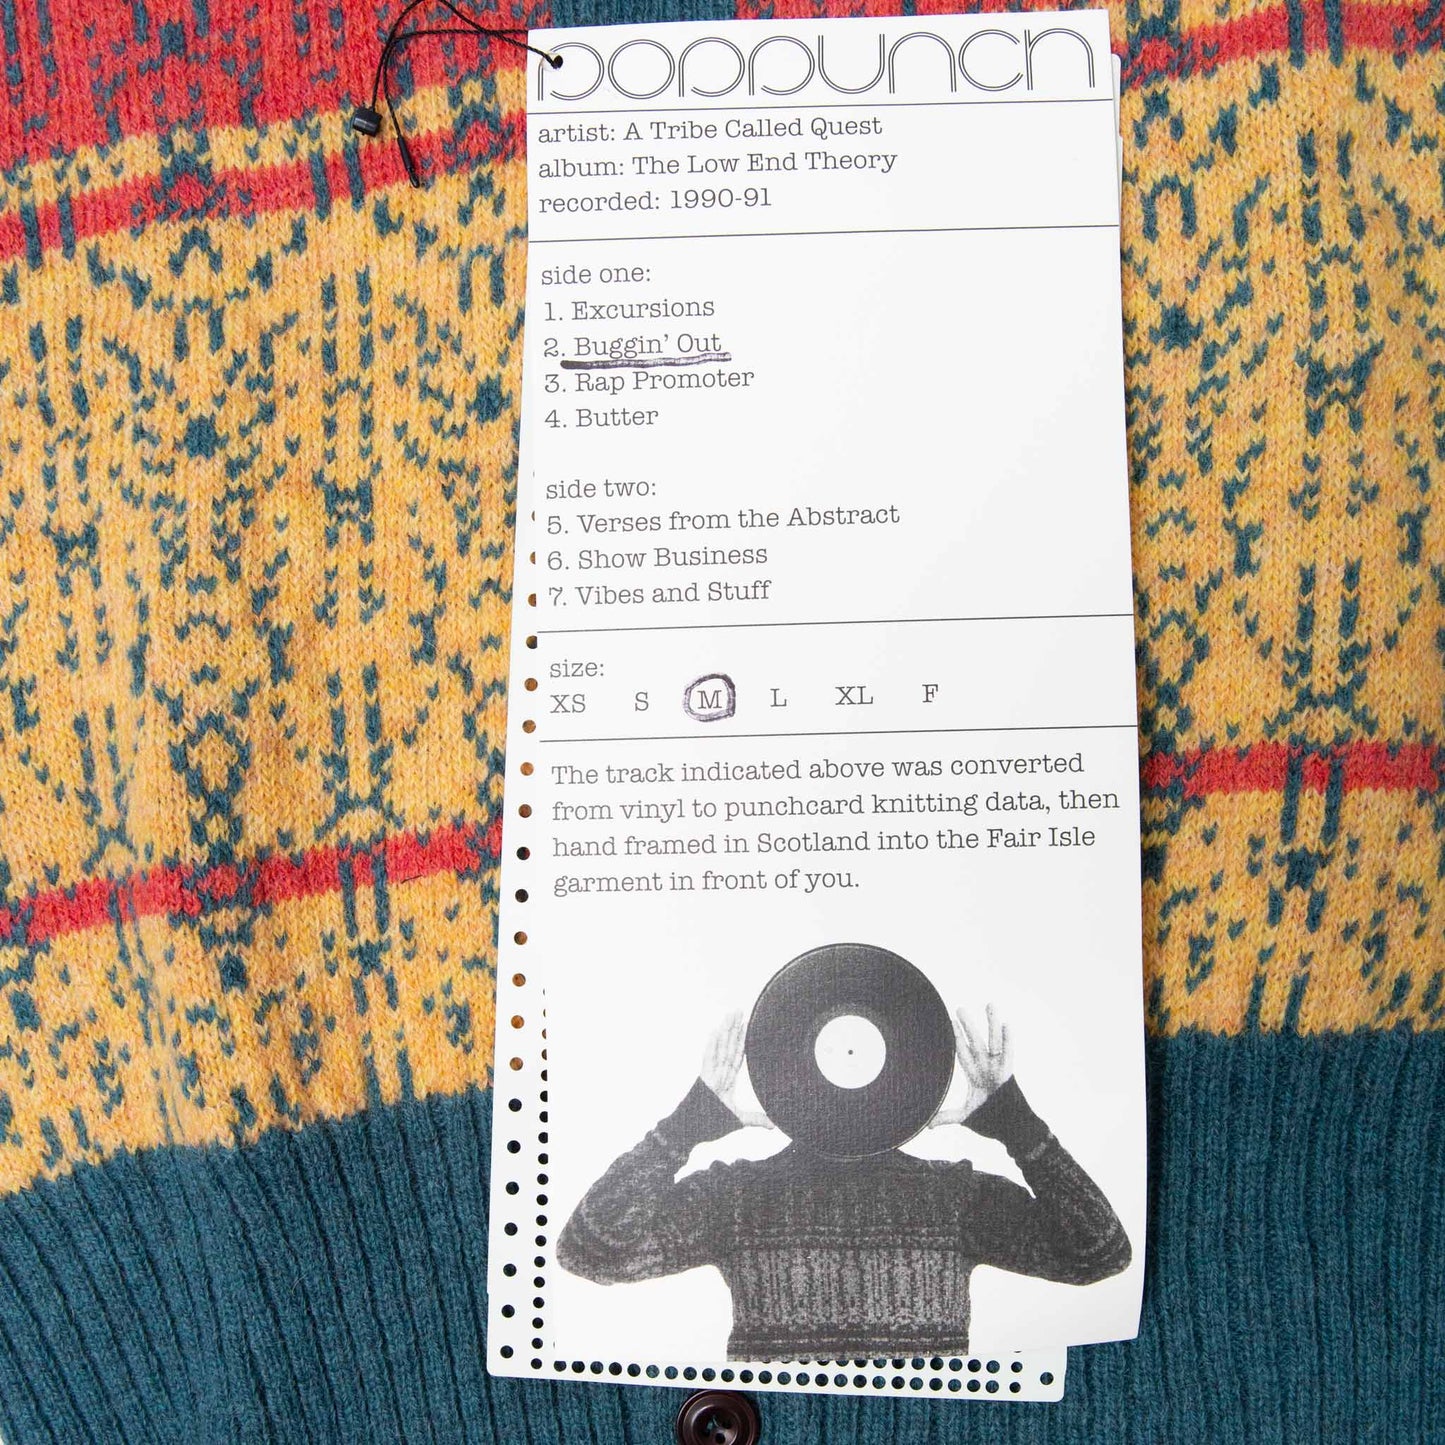 poppunch
artist: A Tribe Called Quest
album: The Low End Theory
recorded: 1990-91
side one:
1. Excursions
2. Buggin’ Out
3. Rap Promoter
4. Butter
side two:
5. Verses from the Abstract
6. Show Business
7. Vibes and Stuff
size:
XS S M L XL F
The track indicated above was converted
from vinyl to punchcard knitting data, then
hand framed in Scotland into the Fair Isle
garment in front of you.